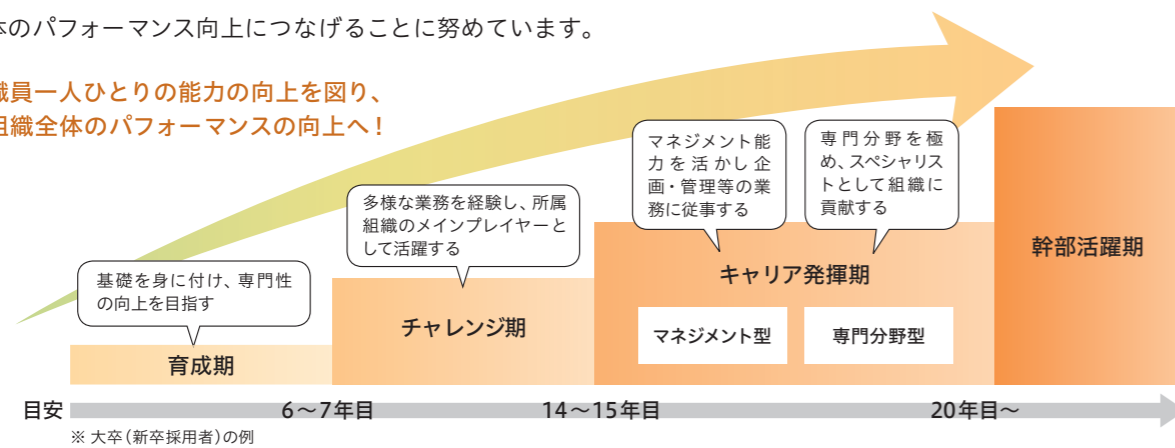 体のパフォーマンス向上につなげることに努めています。
職員一人ひとりの能力の向上を図り、
組織全体のパフォーマンスの向上へ！
マネジメント能
力を活かし企
画・管理等の業
務に従事する
専門分野を極
め、スペシャリス
トとして組織に
貢献する
多様な業務を経験し、所属
組織のメインプレイヤーと
して活躍する
基礎を身に付け、専門性
の向上を目指す
幹部活躍期
キャリア発揮期
チャレンジ期
マネジメント型
専門分野型
育成期
目安
6～7年目
14～15年目
20年目～
※ 大卒（新卒採用者）の例